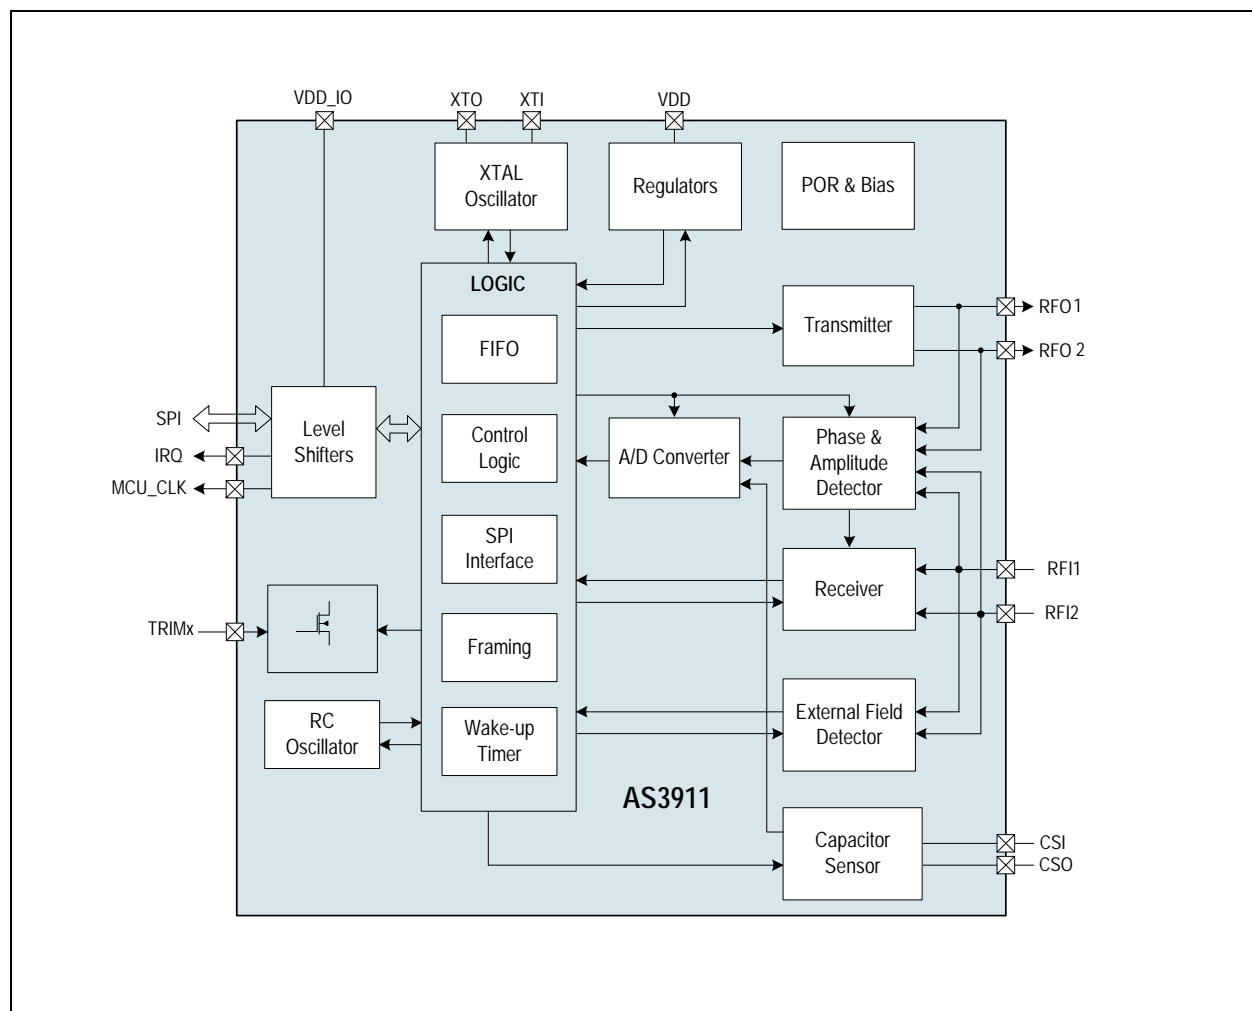 VDD_IO
XTO
XTI
VDD
XTAL
Oscillator
Regulators
POR & Bias
LOGIC
FIFO
Transmitter
RFO1
RFO2
SPI
IRQ
MCU_CLK
Level
Shifters
Control
Logic
A/D Converter
Phase &
Amplitude
Detector
SPI
Interface
Receiver
RFI1
RFI2
TRIMx
Framing
RC
Oscillator
Wake-up
Timer
External Field
Detector
AS3911
Capacitor
Sensor
CSI
CSO